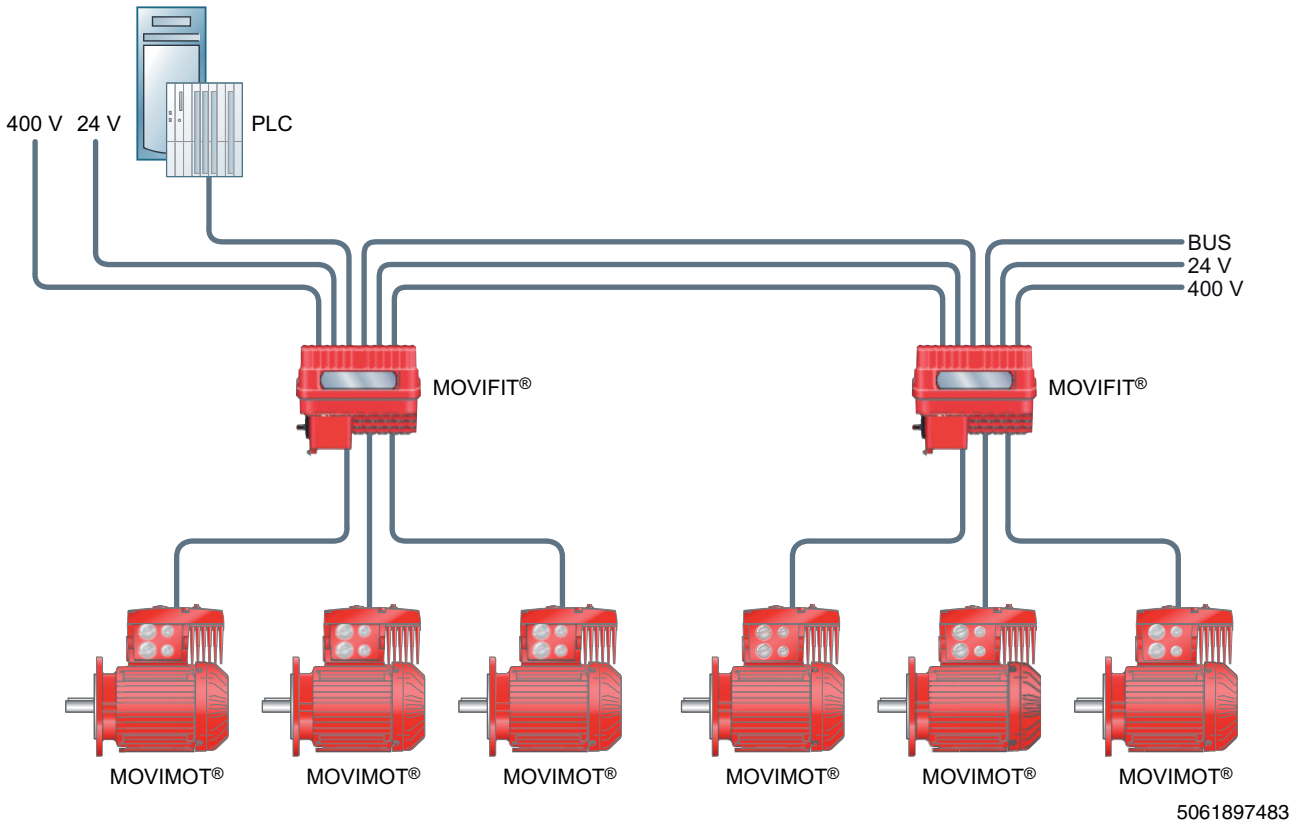 400 V 24 V PLC
BUS
24 V
400 V
MOVIFIT® MOVIFIT®
MOVIMOT® MOVIMOT® MOVIMOT® MOVIMOT® MOVIMOT® MOVIMOT®
5061897483